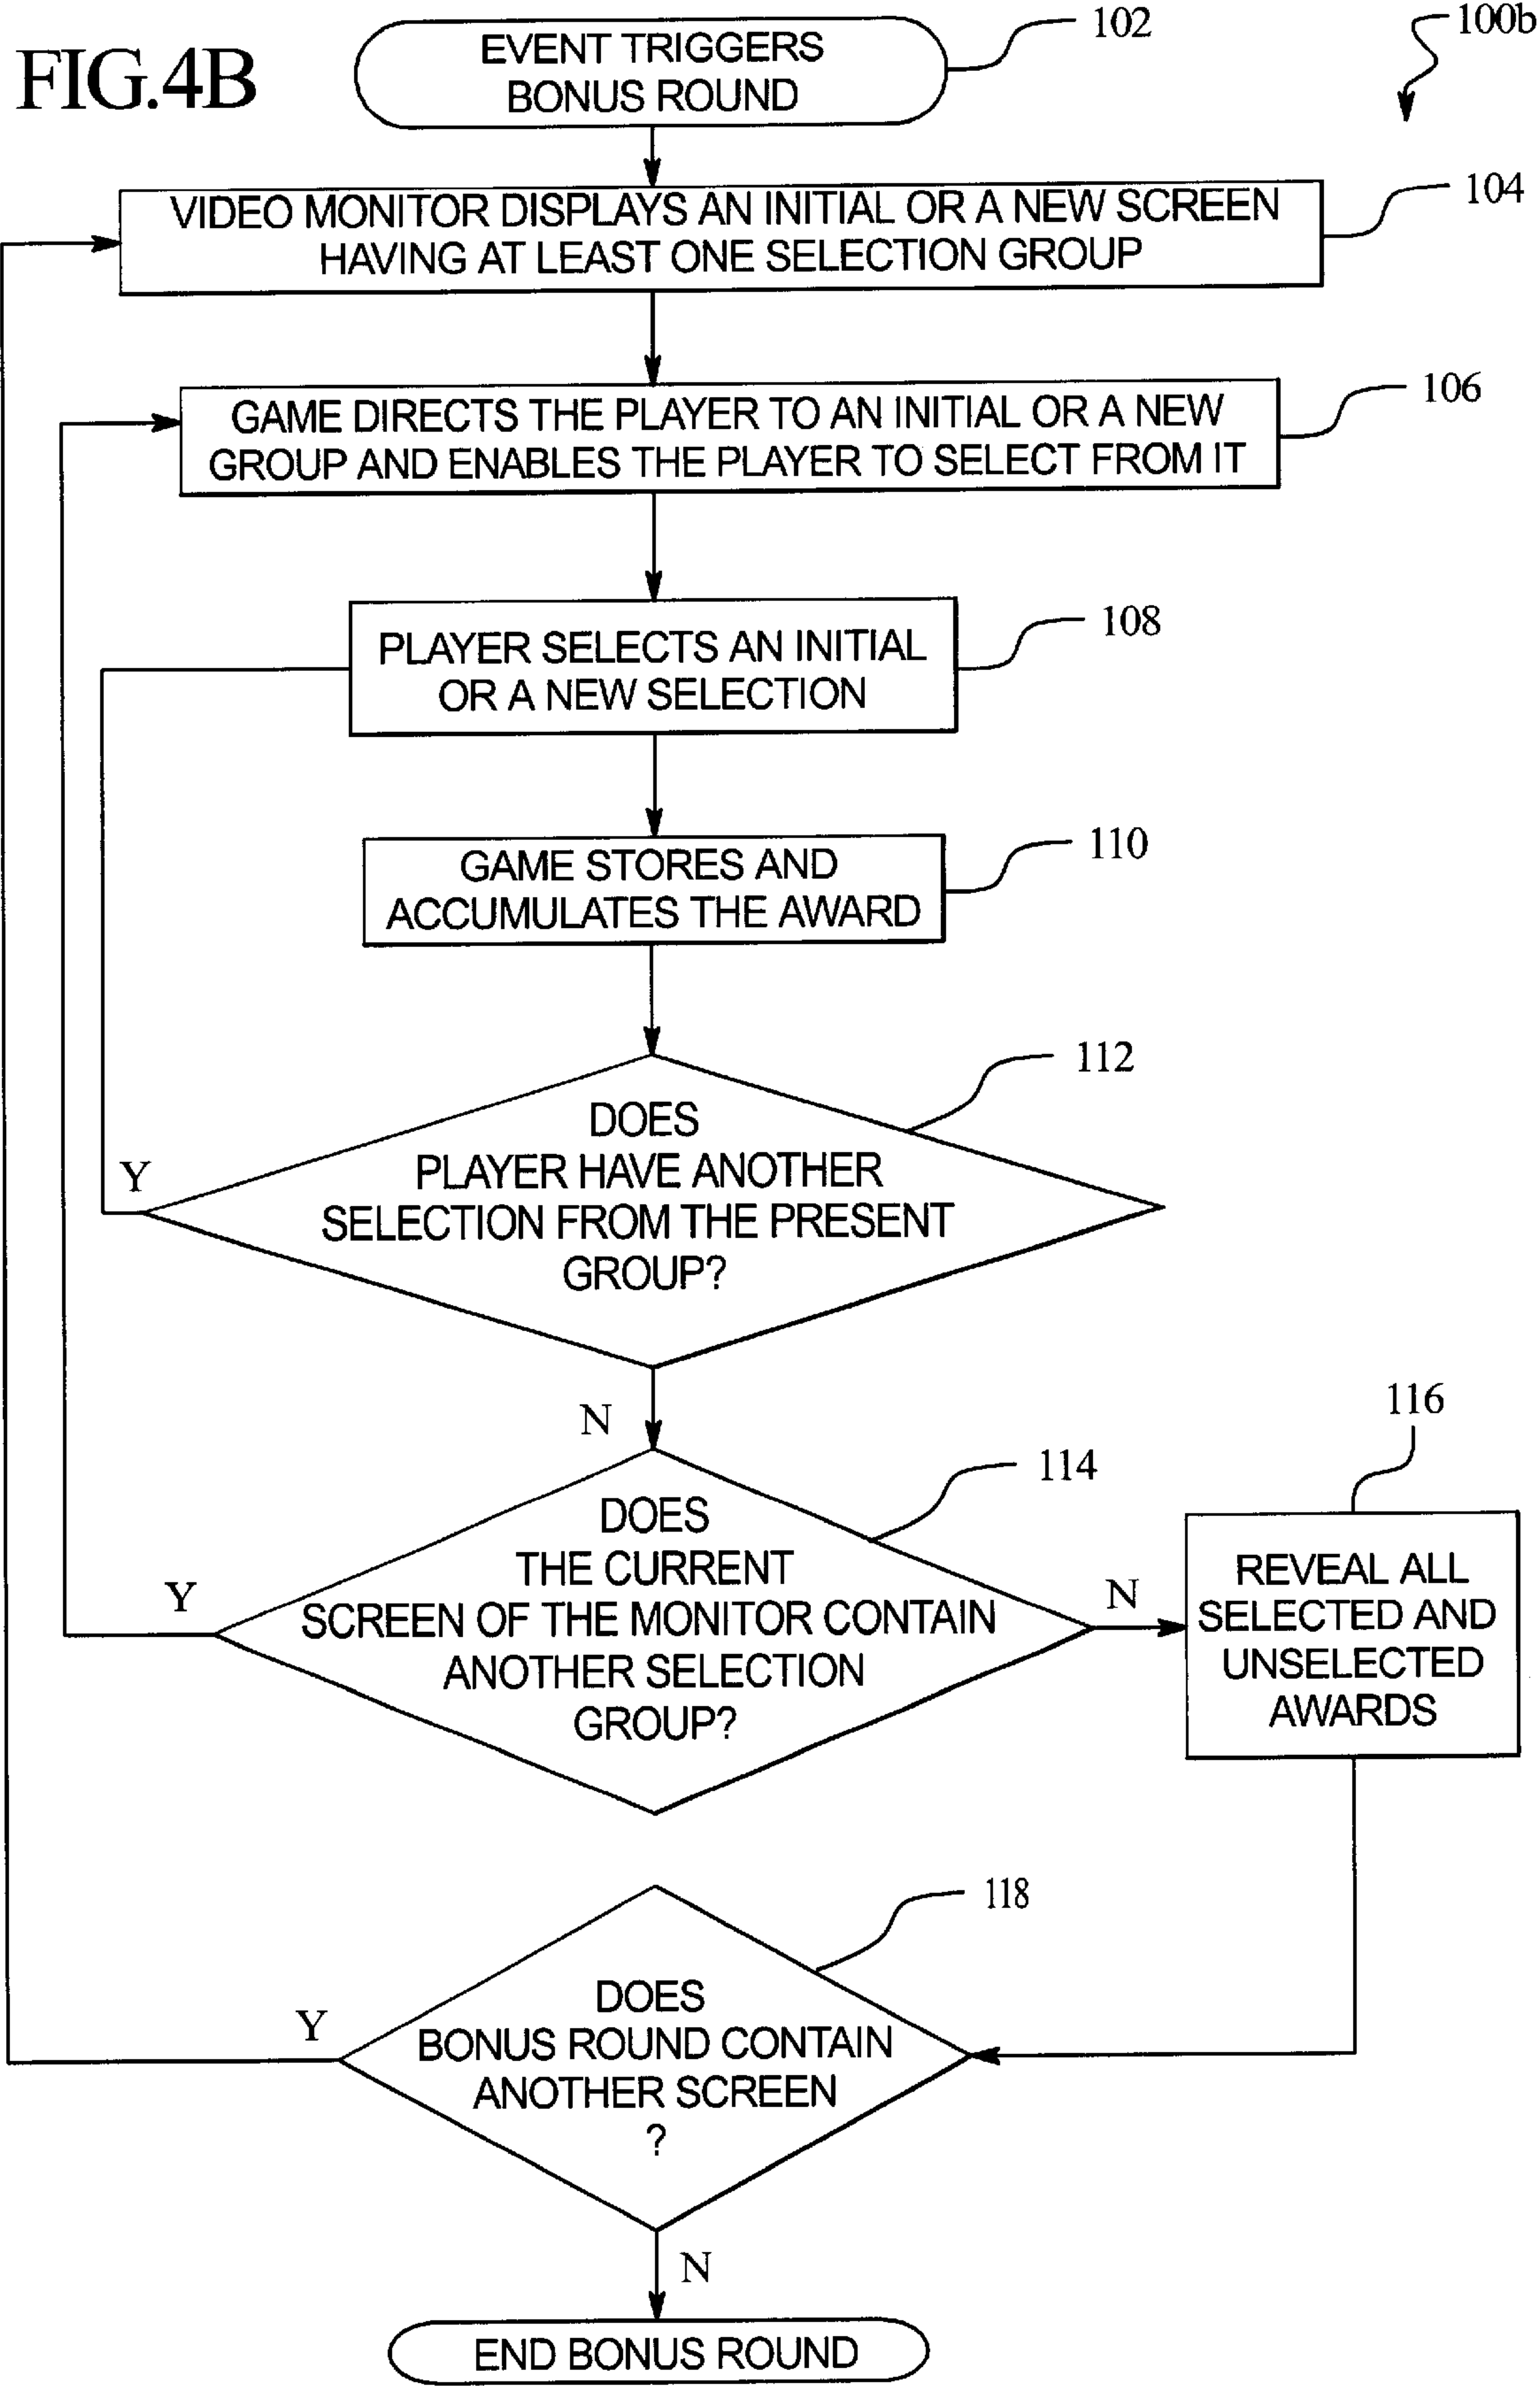 FIG.4B
100b
EVENT TRIGGERS
BONUS ROUND
102
VIDEO MONITOR DISPLAYS AN INITIAL OR A NEW SCREEN
HAVING AT LEAST ONE SELECTION GROUP
104
GAME DIRECTS THE PLAYER TO AN INITIAL OR A NEW
GROUP AND ENABLES THE PLAYER TO SELECT FROM IT
106
PLAYER SELECTS AN INITIAL
OR A NEW SELECTION
108
GAME STORES AND
ACCUMULATES THE AWARD
110
DOES
PLAYER HAVE ANOTHER
SELECTION FROM THE PRESENT
GROUP?
112
Y
N
DOES
THE CURRENT
SCREEN OF THE MONITOR CONTAIN
ANOTHER SELECTION
GROUP?
114
Y
N
REVEAL ALL
SELECTED AND
UNSELECTED
AWARDS
116
DOES
BONUS ROUND CONTAIN
ANOTHER SCREEN
?
118
Y
N
END BONUS ROUND